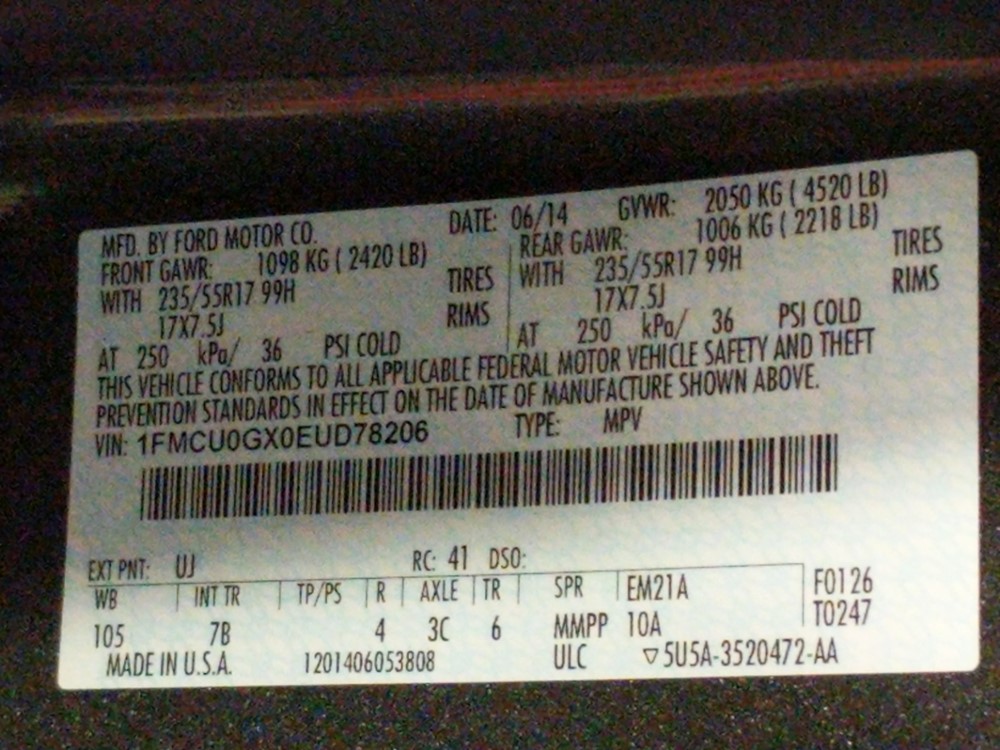 MFD. BY FORD MOTOR CO. DATE: 06/14 GVWR: 2050 KG ( 4520 LB)
FRONT GAWR: 1098 KG ( 2420 LB) REAR GAWR: 1006 KG ( 2218 LB)
WITH 235/55R17 99H TIRES WITH 235/55R17 99H TIRES
17X7.5J RIMS 17X7.5J RIMS
AT 250 kPa/ 36 PSI COLD AT 250 kPa/ 36 PSI COLD
THIS VEHICLE CONFORMS TO ALL APPLICABLE FEDERAL MOTOR VEHICLE SAFETY AND THEFT
PREVENTION STANDARDS IN EFFECT ON THE DATE OF MANUFACTURE SHOWN ABOVE.
VIN: 1FMCU0GX0EUD78206 TYPE: MPV
EXT PNT: UJ RC: 41 DSO:
WB INT TR TP/PS R AXLE TR SPR EM21A F0126
105 7B 4 3C 6 MMPP 10A T0247
MADE IN U.S.A. 1201406053808 ULC ▽5U5A-3520472-AA